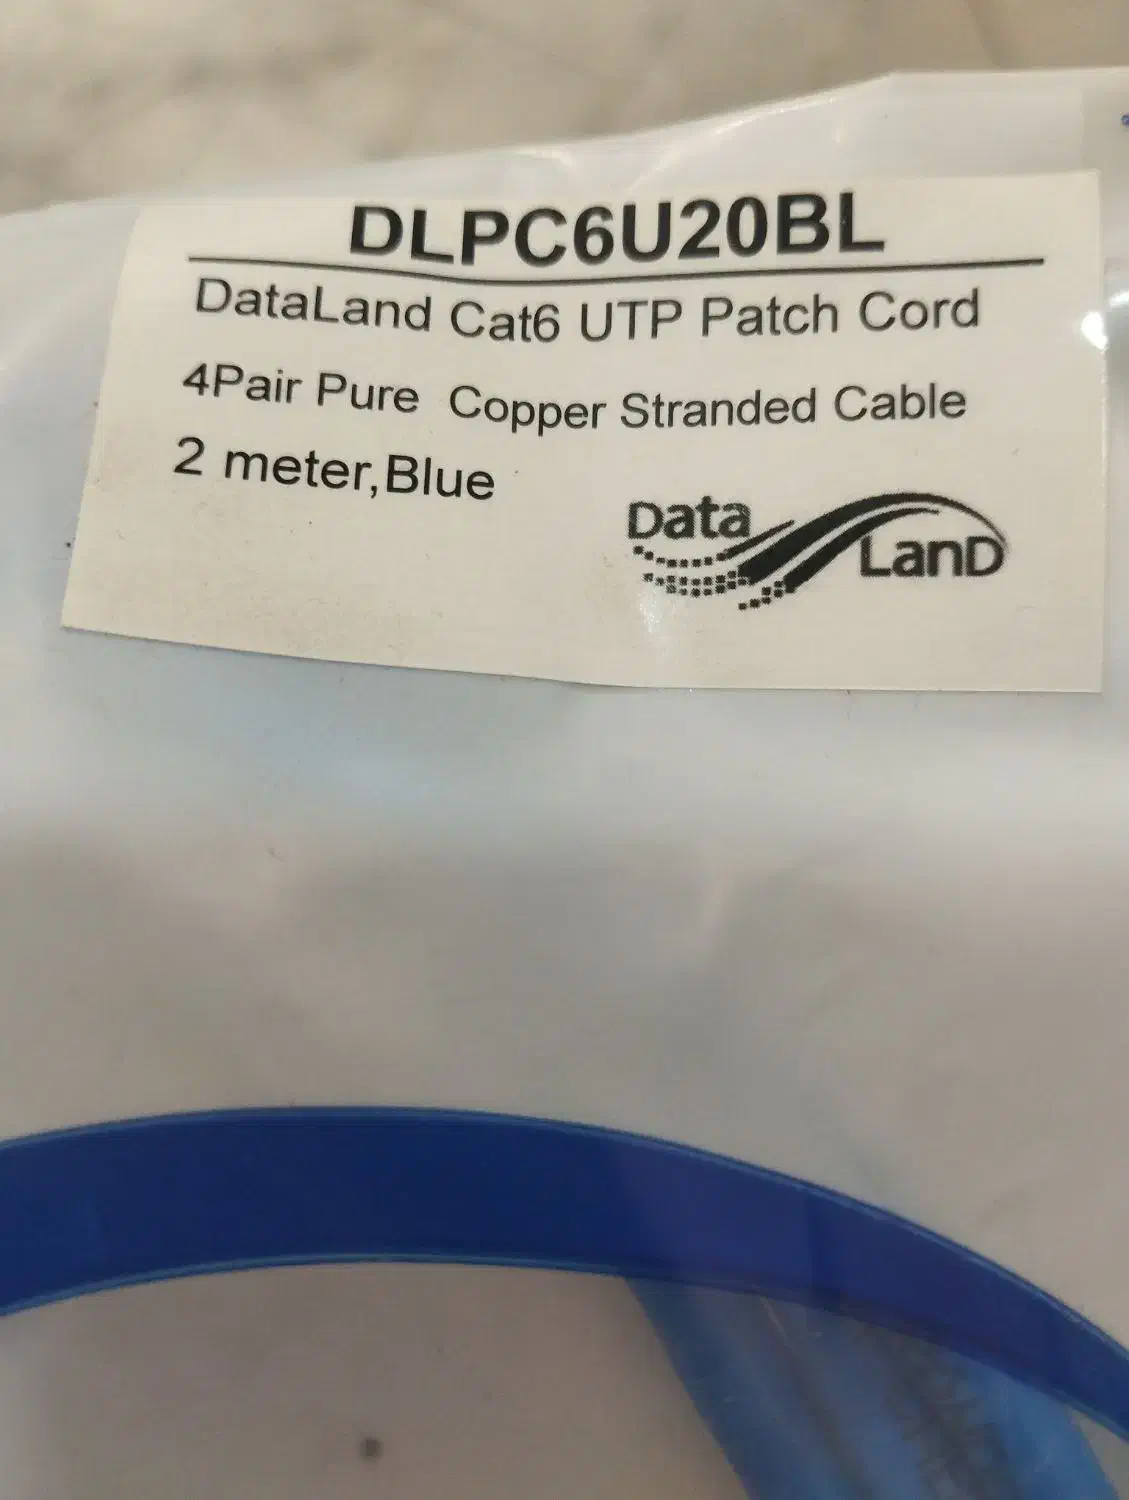 DLPC6U20BL
DataLand Cat6 UTP Patch Cord
4Pair Pure Copper Stranded Cable
2 meter,Blue
Data
LanD